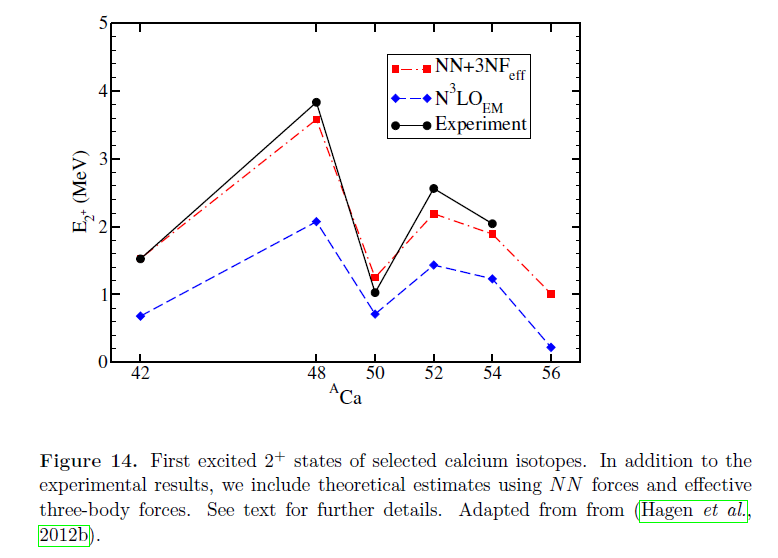 5
4
3
2
1
0
E2+ (MeV)
NN+3NFeff
N3LOEM
Experiment
42 48 50 52 54 56
ACa
Figure 14. First excited 2+ states of selected calcium isotopes. In addition to the
experimental results, we include theoretical estimates using NN forces and effective
three-body forces. See text for further details. Adapted from from (Hagen et al.,
2012b).